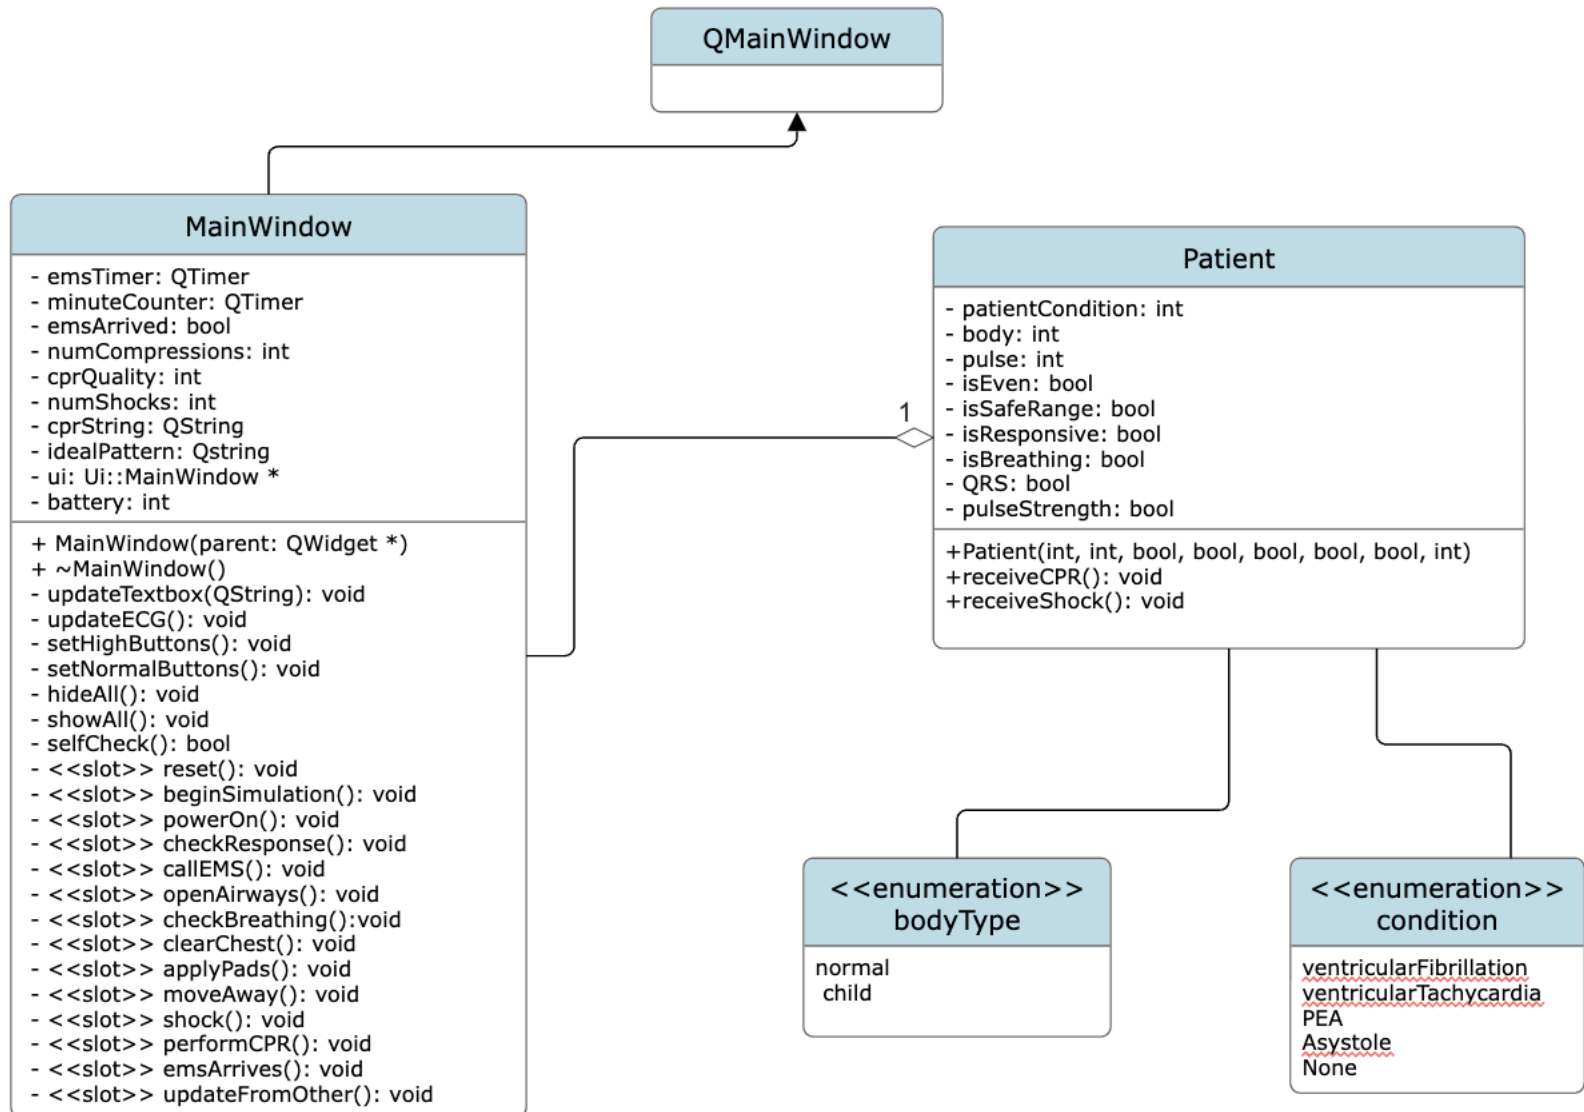 QMainWindow
MainWindow
- emsTimer: QTimer
- minuteCounter: QTimer
- emsArrived: bool
- numCompressions: int
- cprQuality: int
- numShocks: int
- cprString: QString
- idealPattern: Qstring
- ui: Ui::MainWindow *
- battery: int
+ MainWindow(parent: QWidget *)
+ ~MainWindow()
- updateTextbox(QString): void
- updateECG(): void
- setHighButtons(): void
- setNormalButtons(): void
- hideAll(): void
- showAll(): void
- selfCheck(): bool
- <<slot>> reset(): void
- <<slot>> beginSimulation(): void
- <<slot>> powerOn(): void
- <<slot>> checkResponse(): void
- <<slot>> callEMS(): void
- <<slot>> openAirways(): void
- <<slot>> checkBreathing():void
- <<slot>> clearChest(): void
- <<slot>> applyPads(): void
- <<slot>> moveAway(): void
- <<slot>> shock(): void
- <<slot>> performCPR(): void
- <<slot>> emsArrives(): void
- <<slot>> updateFromOther(): void
1
Patient
- patientCondition: int
- body: int
- pulse: int
- isEven: bool
- isSafeRange: bool
- isResponsive: bool
- isBreathing: bool
- QRS: bool
- pulseStrength: bool
+Patient(int, int, bool, bool, bool, bool, bool, int)
+receiveCPR(): void
+receiveShock(): void
<<enumeration>>
bodyType
normal
child
<<enumeration>>
condition
ventricularFibrillation
ventricularTachycardia
PEA
Asystole
None